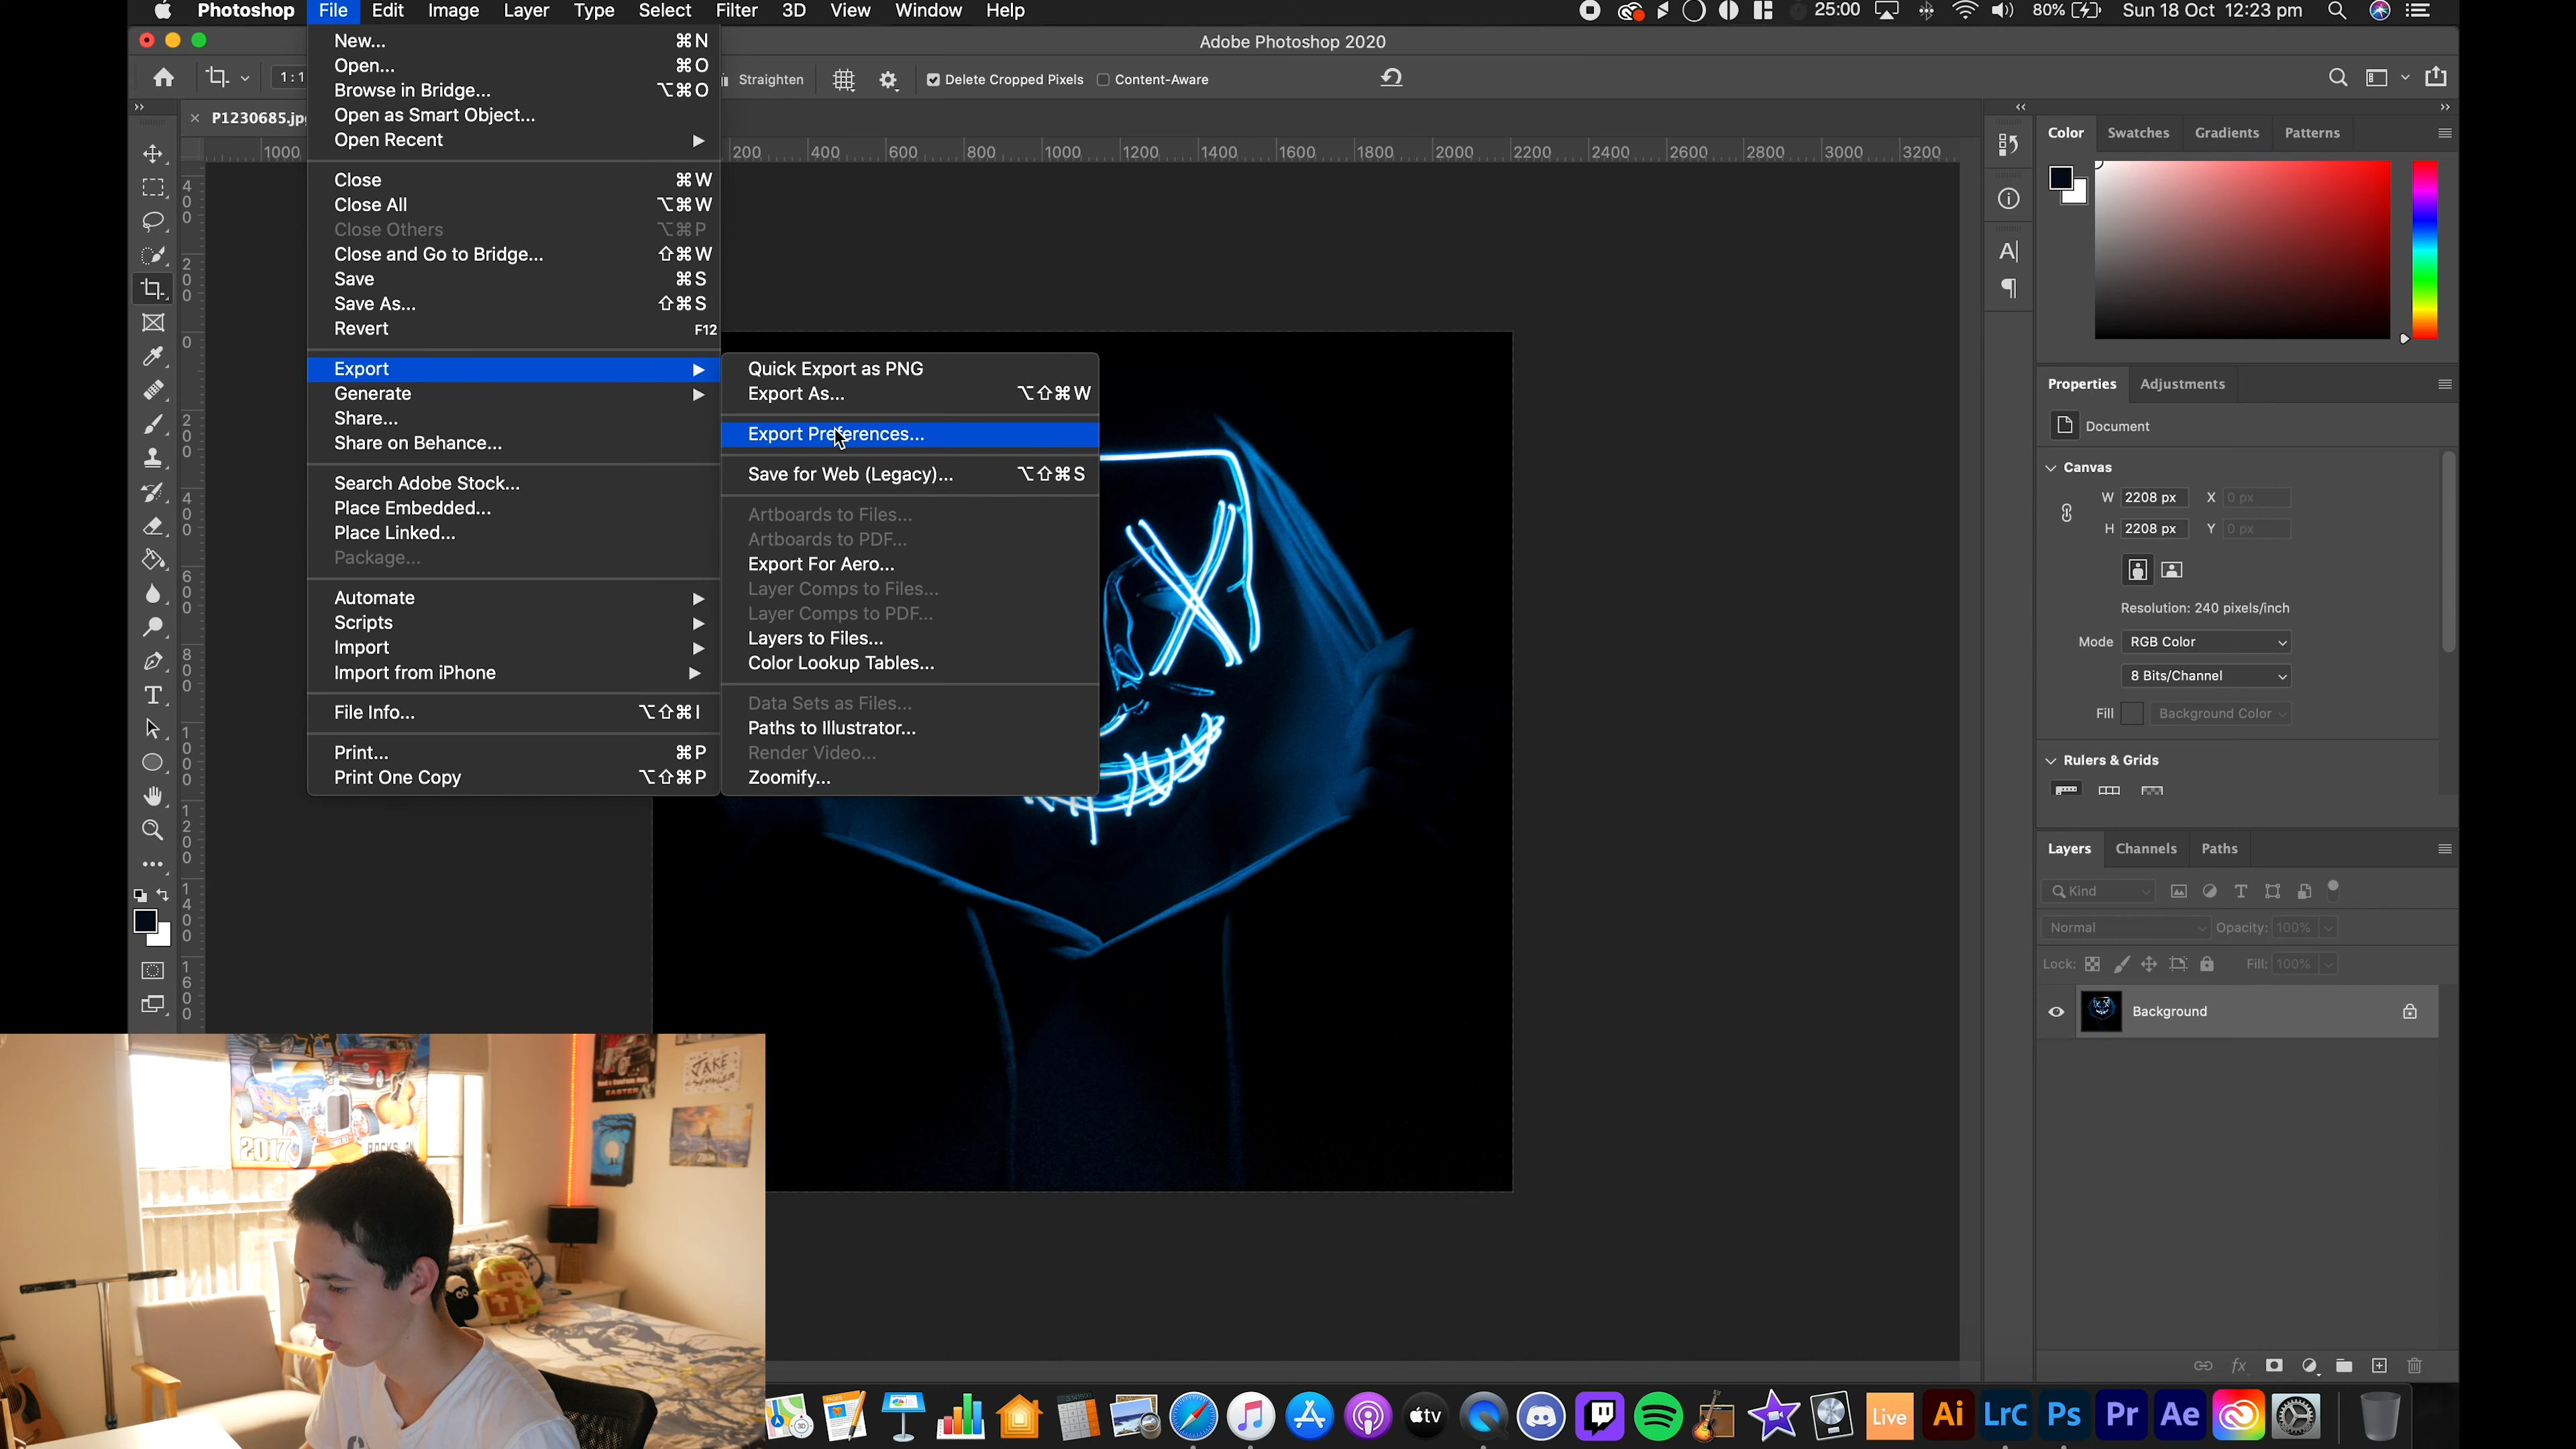 Photoshop File Edit Image Layer Type Select Filter 3D View Window Help 25:00 80% Sun 18 Oct 12:23 pm
Adobe Photoshop 2020
1 : 1 Straighten Delete Cropped Pixels Content-Aware
P1230685.jp
1000 200 400 600 800 1000 1200 1400 1600 1800 2000 2200 2400 2600 2800 3000 3200
400
200
0
200
400
600
800
1000
1200
1400
1600
New... ⌘N
Open... ⌘O
Browse in Bridge... ⌥⌘O
Open as Smart Object...
Open Recent
Close ⌘W
Close All ⌥⌘W
Close Others ⌥⌘P
Close and Go to Bridge... ⇧⌘W
Save ⌘S
Save As... ⇧⌘S
Revert F12
Export
Generate
Share...
Share on Behance...
Search Adobe Stock...
Place Embedded...
Place Linked...
Package...
Automate
Scripts
Import
Import from iPhone
File Info... ⌥⇧⌘I
Print... ⌘P
Print One Copy ⌥⇧⌘P
Quick Export as PNG
Export As... ⌥⇧⌘W
Export Preferences...
Save for Web (Legacy)... ⌥⇧⌘S
Artboards to Files...
Artboards to PDF...
Export For Aero...
Layer Comps to Files...
Layer Comps to PDF...
Layers to Files...
Color Lookup Tables...
Data Sets as Files...
Paths to Illustrator...
Render Video...
Zoomify...
Color Swatches Gradients Patterns
Properties Adjustments
Document
Canvas
W 2208 px X 0 px
H 2208 px Y 0 px
Resolution: 240 pixels/inch
Mode RGB Color
8 Bits/Channel
Fill Background Color
Rulers & Grids
Layers Channels Paths
Kind
Normal Opacity: 100%
Lock: Fill: 100%
Background
2017
JAKE
tv Live Ai LrC Ps Pr Ae